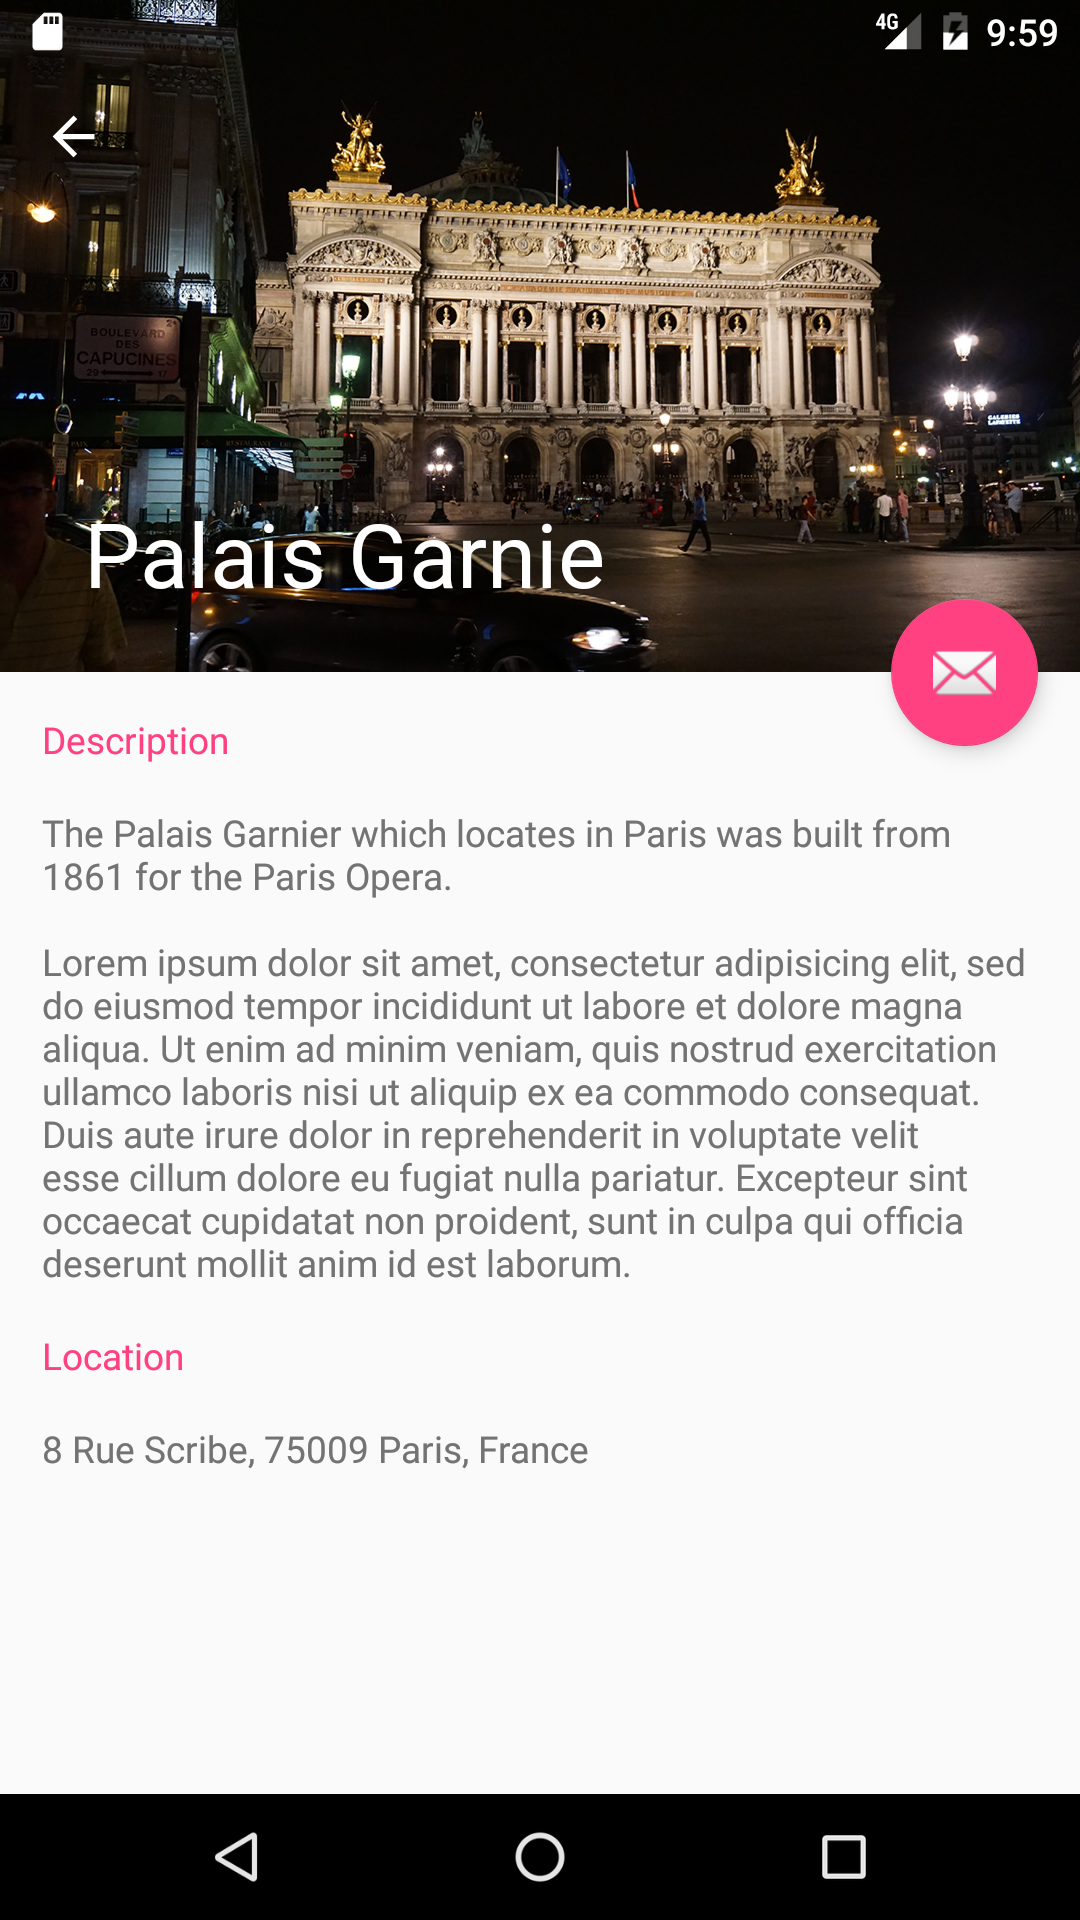 4G 9:59
BOULEVARD
DES
CAPUCINES
29 17
RESTAURANT
GALERIES
LAFAYETTE
Palais Garnie
Description
The Palais Garnier which locates in Paris was built from
1861 for the Paris Opera.
Lorem ipsum dolor sit amet, consectetur adipisicing elit, sed
do eiusmod tempor incididunt ut labore et dolore magna
aliqua. Ut enim ad minim veniam, quis nostrud exercitation
ullamco laboris nisi ut aliquip ex ea commodo consequat.
Duis aute irure dolor in reprehenderit in voluptate velit
esse cillum dolore eu fugiat nulla pariatur. Excepteur sint
occaecat cupidatat non proident, sunt in culpa qui officia
deserunt mollit anim id est laborum.
Location
8 Rue Scribe, 75009 Paris, France